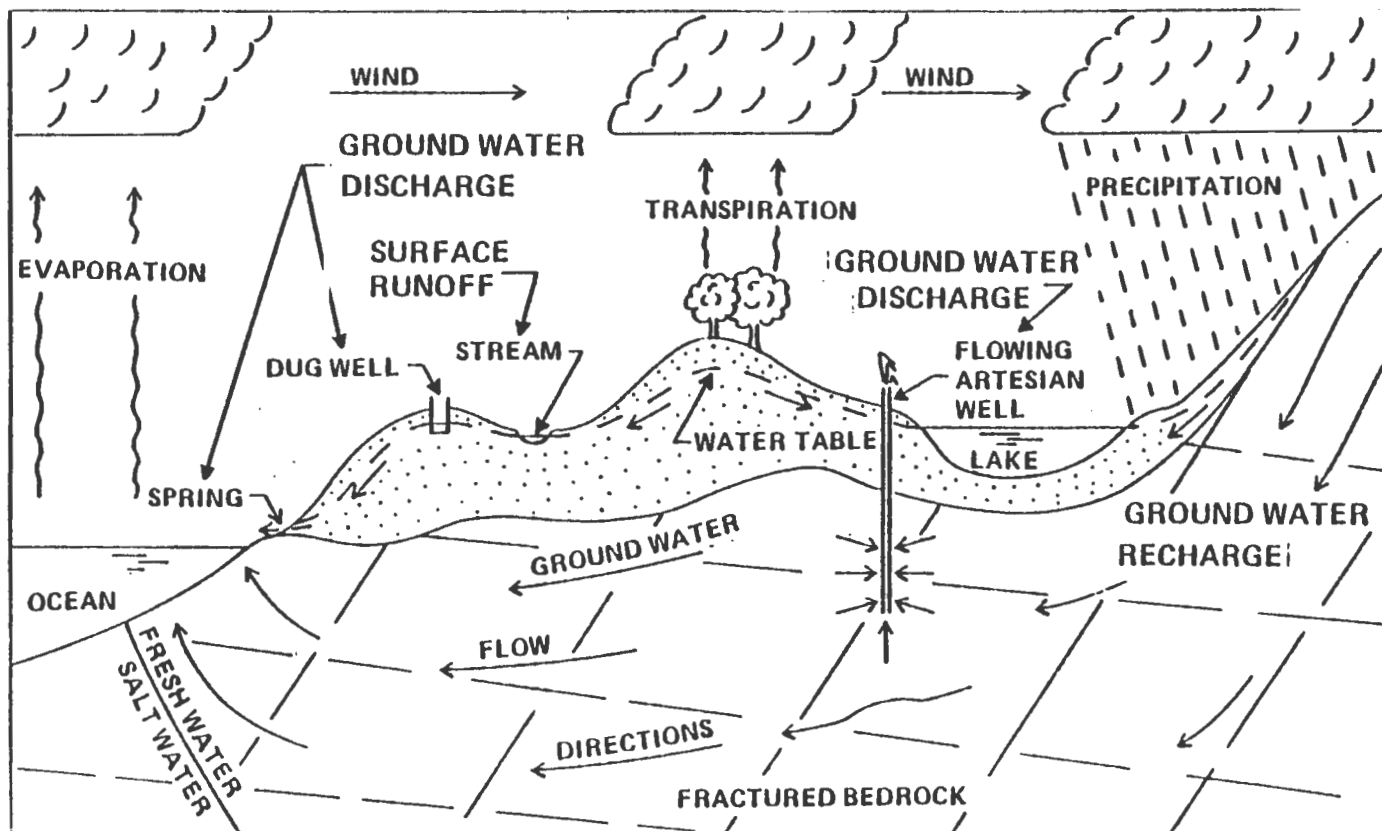 WIND
WIND
GROUND WATER
DISCHARGE
PRECIPITATION
TRANSPIRATION
EVAPORATION
SURFACE
RUNOFF
GROUND WATER
DISCHARGE
DUG WELL
STREAM
FLOWING
ARTESIAN
WELL
WATER TABLE
LAKE
SPRING
GROUND WATER
RECHARGE
GROUND WATER
OCEAN
FLOW
FRESH WATER
SALT WATER
DIRECTIONS
FRACTURED BEDROCK